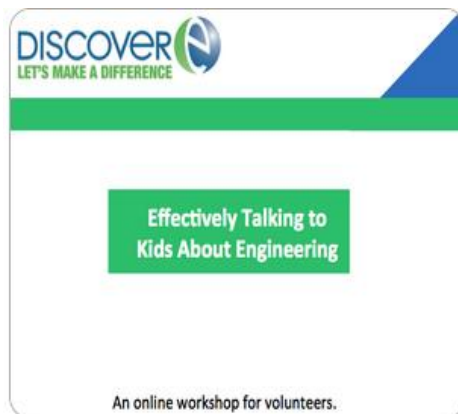 DISCOVER e
LET'S MAKE A DIFFERENCE
Effectively Talking to
Kids About Engineering
An online workshop for volunteers.